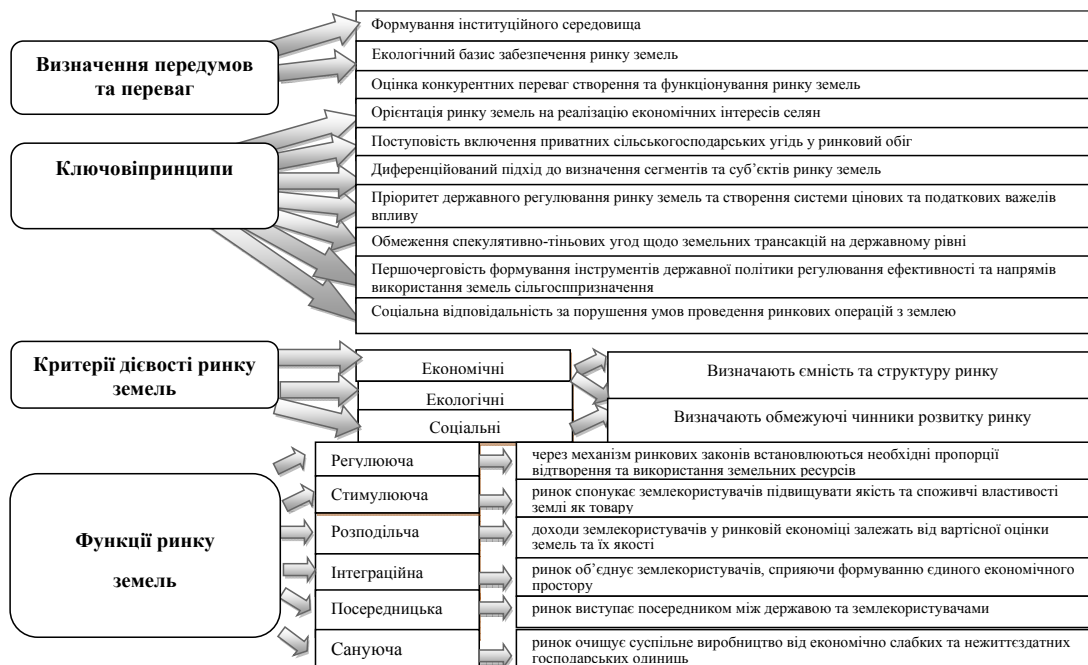 Визначення передумов
та переваг
Формування інституційного середовища
Екологічний базис забезпечення ринку земель
Оцінка конкурентних переваг створення та функціонування ринку земель
Ключовіпринципи
Орієнтація ринку земель на реалізацію економічних інтересів селян
Поступовість включення приватних сільськогосподарських угідь у ринковий обіг
Диференційований підхід до визначення сегментів та суб’єктів ринку земель
Пріоритет державного регулювання ринку земель та створення системи цінових та податкових важелів
впливу
Обмеження спекулятивно-тіньових угод щодо земельних трансакцій на державному рівні
Першочерговість формування інструментів державної політики регулювання ефективності та напрямів
використання земель сільгосппризначення
Соціальна відповідальність за порушення умов проведення ринкових операцій з землею
Критерії дієвості ринку
земель
Економічні
Екологічні
Соціальні
Визначають ємність та структуру ринку
Визначають обмежуючі чинники розвитку ринку
Функції ринку
земель
Регулююча
через механізм ринкових законів встановлюються необхідні пропорції
відтворення та використання земельних ресурсів
Стимулююча
ринок спонукає землекористувачів підвищувати якість та споживчі властивості
землі як товару
Розподільча
доходи землекористувачів у ринковій економіці залежать від вартісної оцінки
земель та їх якості
Інтеграційна
ринок об’єднує землекористувачів, сприяючи формуванню єдиного економічного
простору
Посередницька
ринок виступає посередником між державою та землекористувачами
Сануюча
ринок очищує суспільне виробництво від економічно слабких та нежиттєздатних
господарських одиниць